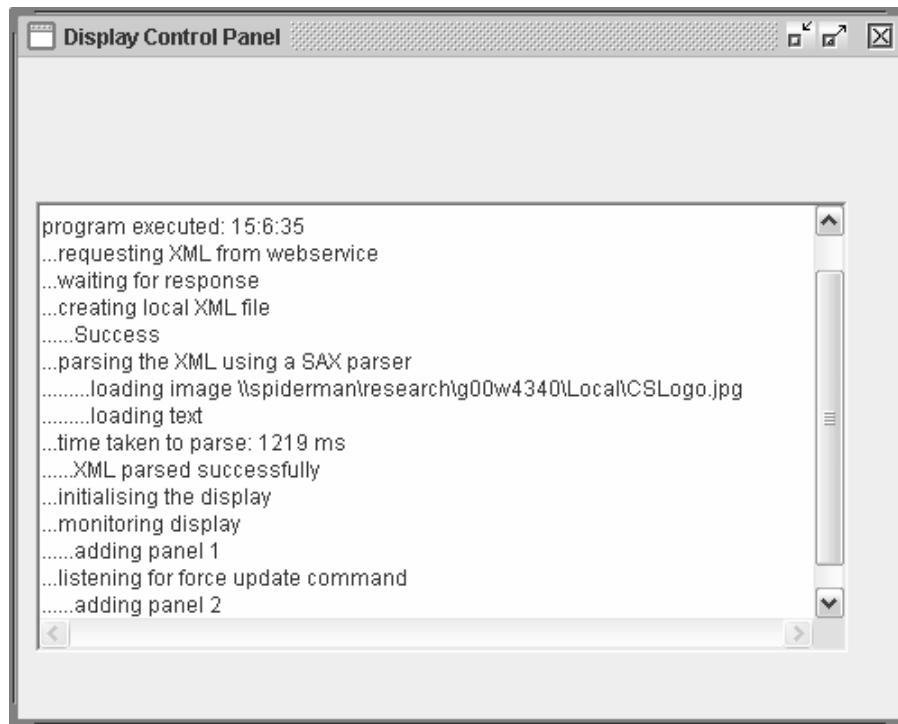 Display Control Panel
program executed: 15:6:35
...requesting XML from webservice
...waiting for response
...creating local XML file
......Success
...parsing the XML using a SAX parser
.........loading image \\spiderman\research\g00w4340\Local\CSLogo.jpg
.........loading text
...time taken to parse: 1219 ms
......XML parsed successfully
...initialising the display
...monitoring display
......adding panel 1
...listening for force update command
......adding panel 2